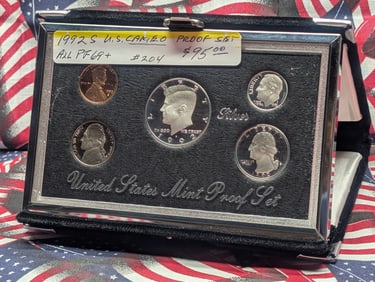 1992 S U.S. CAMEO PROOF SET
ALL PF69+ #204 $95.00
Silver
United States Mint Proof Set